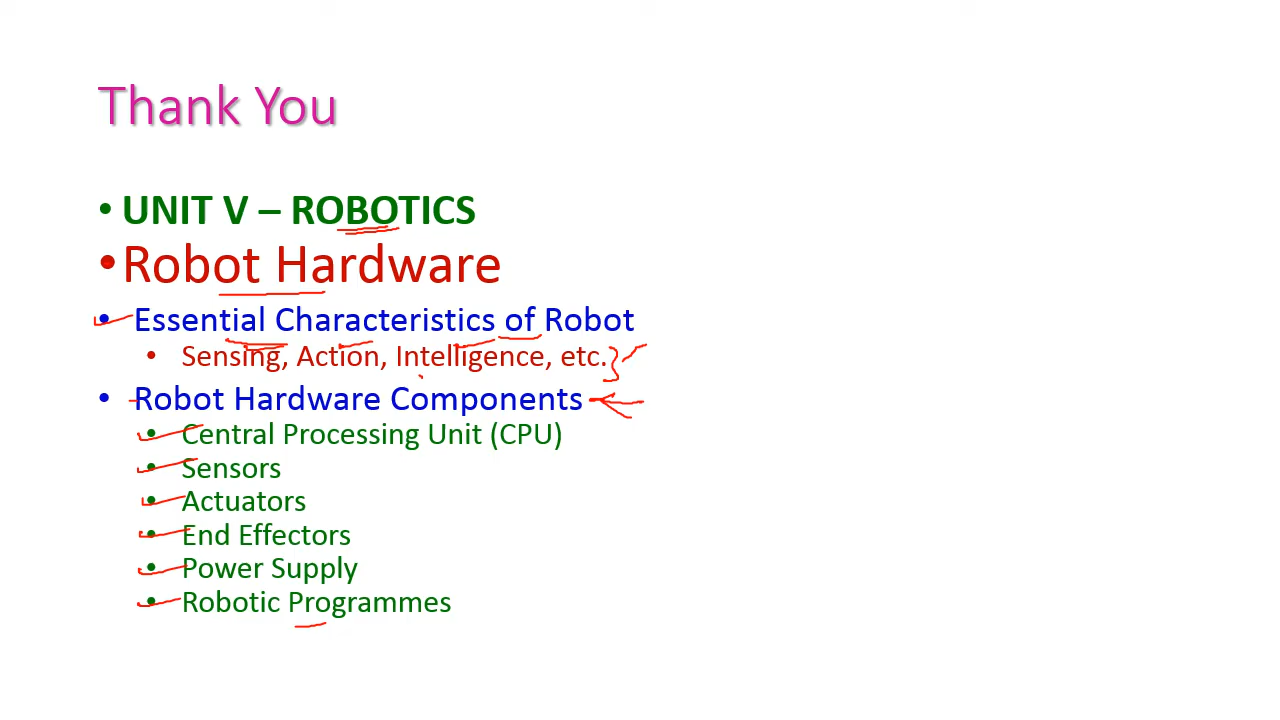 Thank You
• UNIT V – ROBOTICS
• Robot Hardware
• Essential Characteristics of Robot
• Sensing, Action, Intelligence, etc.
• Robot Hardware Components
• Central Processing Unit (CPU)
• Sensors
• Actuators
• End Effectors
• Power Supply
• Robotic Programmes